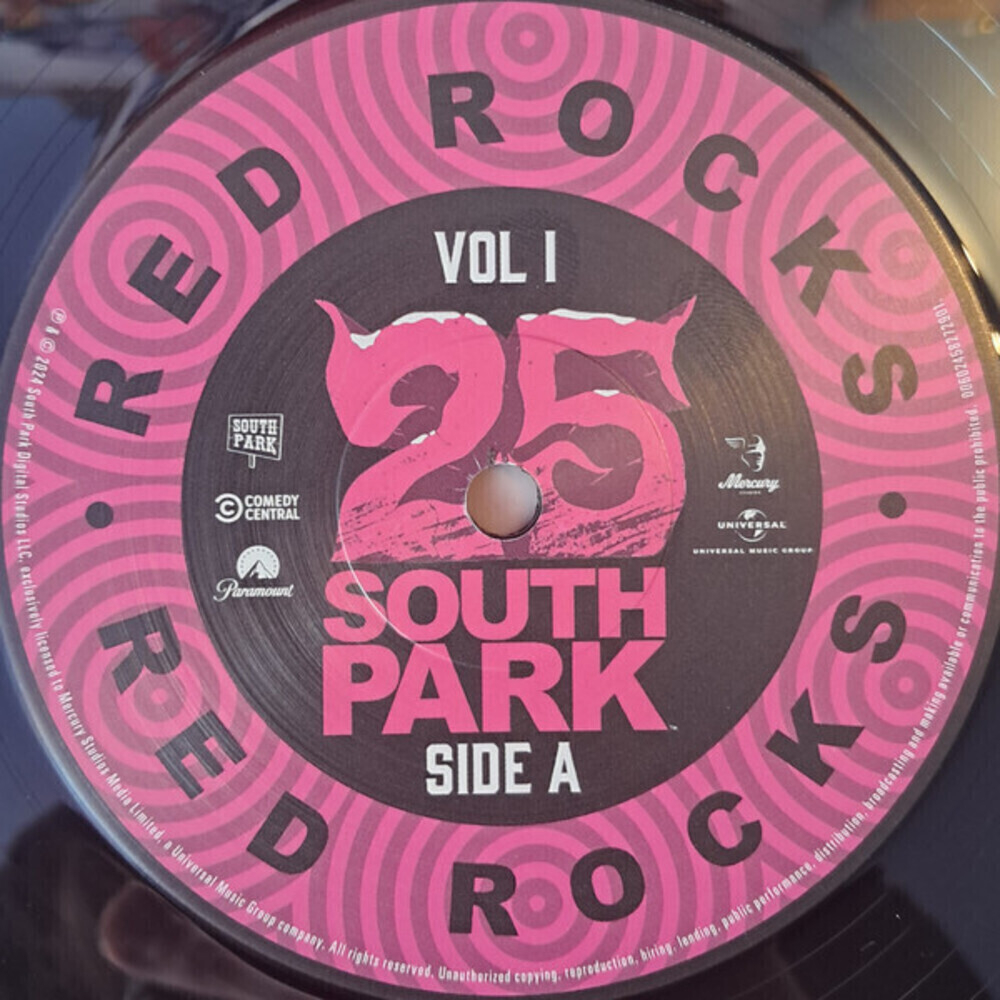 RED ROCKS
VOL I
25
SOUTH PARK
COMEDY CENTRAL
Paramount
Mercury
STUDIOS
UNIVERSAL
UNIVERSAL MUSIC GROUP
SOUTH
PARK
SIDE A
RED ROCKS
℗ & © 2024 South Park Digital Studios LLC, exclusively licensed to Mercury Studios Media Limited, a Universal Music Group company. All rights reserved. Unauthorized copying, reproduction, hiring, lending, public performance, distribution, broadcasting and making available or communication to the public prohibited. 00602458772901.